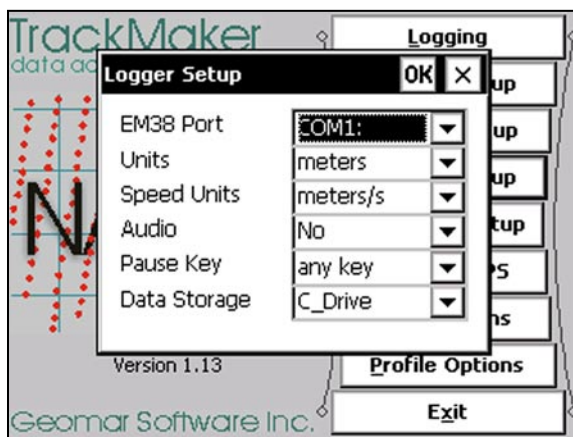 TrackMaker
data ac
Logging
Logger Setup
OK
up
EM38 Port
COM1:
up
Units
meters
Speed Units
meters/s
up
Audio
No
tup
Pause Key
any key
PS
Data Storage
C_Drive
ns
Version 1.13
Profile Options
Geomar Software Inc.
Exit